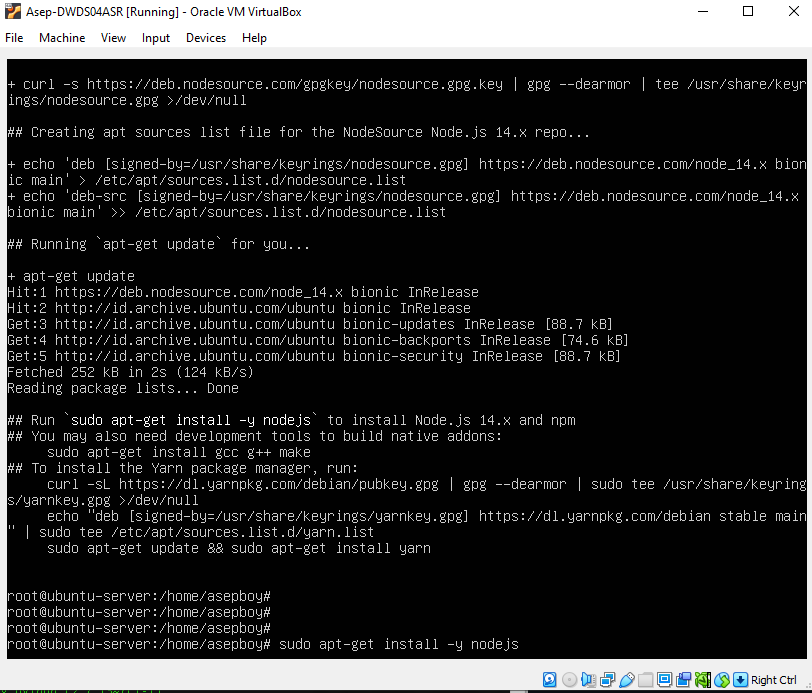 Asep-DWDS04ASR [Running] - Oracle VM VirtualBox
File Machine View Input Devices Help
+ curl -s https://deb.nodesource.com/gpgkey/nodesource.gpg.key | gpg --dearmor | tee /usr/share/keyr
ings/nodesource.gpg >/dev/null
## Creating apt sources list file for the NodeSource Node.js 14.x repo...
+ echo 'deb [signed-by=/usr/share/keyrings/nodesource.gpg] https://deb.nodesource.com/node_14.x bion
ic main' > /etc/apt/sources.list.d/nodesource.list
+ echo 'deb-src [signed-by=/usr/share/keyrings/nodesource.gpg] https://deb.nodesource.com/node_14.x
bionic main' >> /etc/apt/sources.list.d/nodesource.list
## Running `apt-get update` for you...
+ apt-get update
Hit:1 https://deb.nodesource.com/node_14.x bionic InRelease
Hit:2 http://id.archive.ubuntu.com/ubuntu bionic InRelease
Get:3 http://id.archive.ubuntu.com/ubuntu bionic-updates InRelease [88.7 kB]
Get:4 http://id.archive.ubuntu.com/ubuntu bionic-backports InRelease [74.6 kB]
Get:5 http://id.archive.ubuntu.com/ubuntu bionic-security InRelease [88.7 kB]
Fetched 252 kB in 2s (124 kB/s)
Reading package lists... Done
## Run `sudo apt-get install -y nodejs` to install Node.js 14.x and npm
## You may also need development tools to build native addons:
sudo apt-get install gcc g++ make
## To install the Yarn package manager, run:
curl -sL https://dl.yarnpkg.com/debian/pubkey.gpg | gpg --dearmor | sudo tee /usr/share/keyring
s/yarnkey.gpg >/dev/null
echo "deb [signed-by=/usr/share/keyrings/yarnkey.gpg] https://dl.yarnpkg.com/debian stable main
" | sudo tee /etc/apt/sources.list.d/yarn.list
sudo apt-get update && sudo apt-get install yarn
root@ubuntu-server:/home/asepboy#
root@ubuntu-server:/home/asepboy#
root@ubuntu-server:/home/asepboy#
root@ubuntu-server:/home/asepboy# sudo apt-get install -y nodejs
Right Ctrl